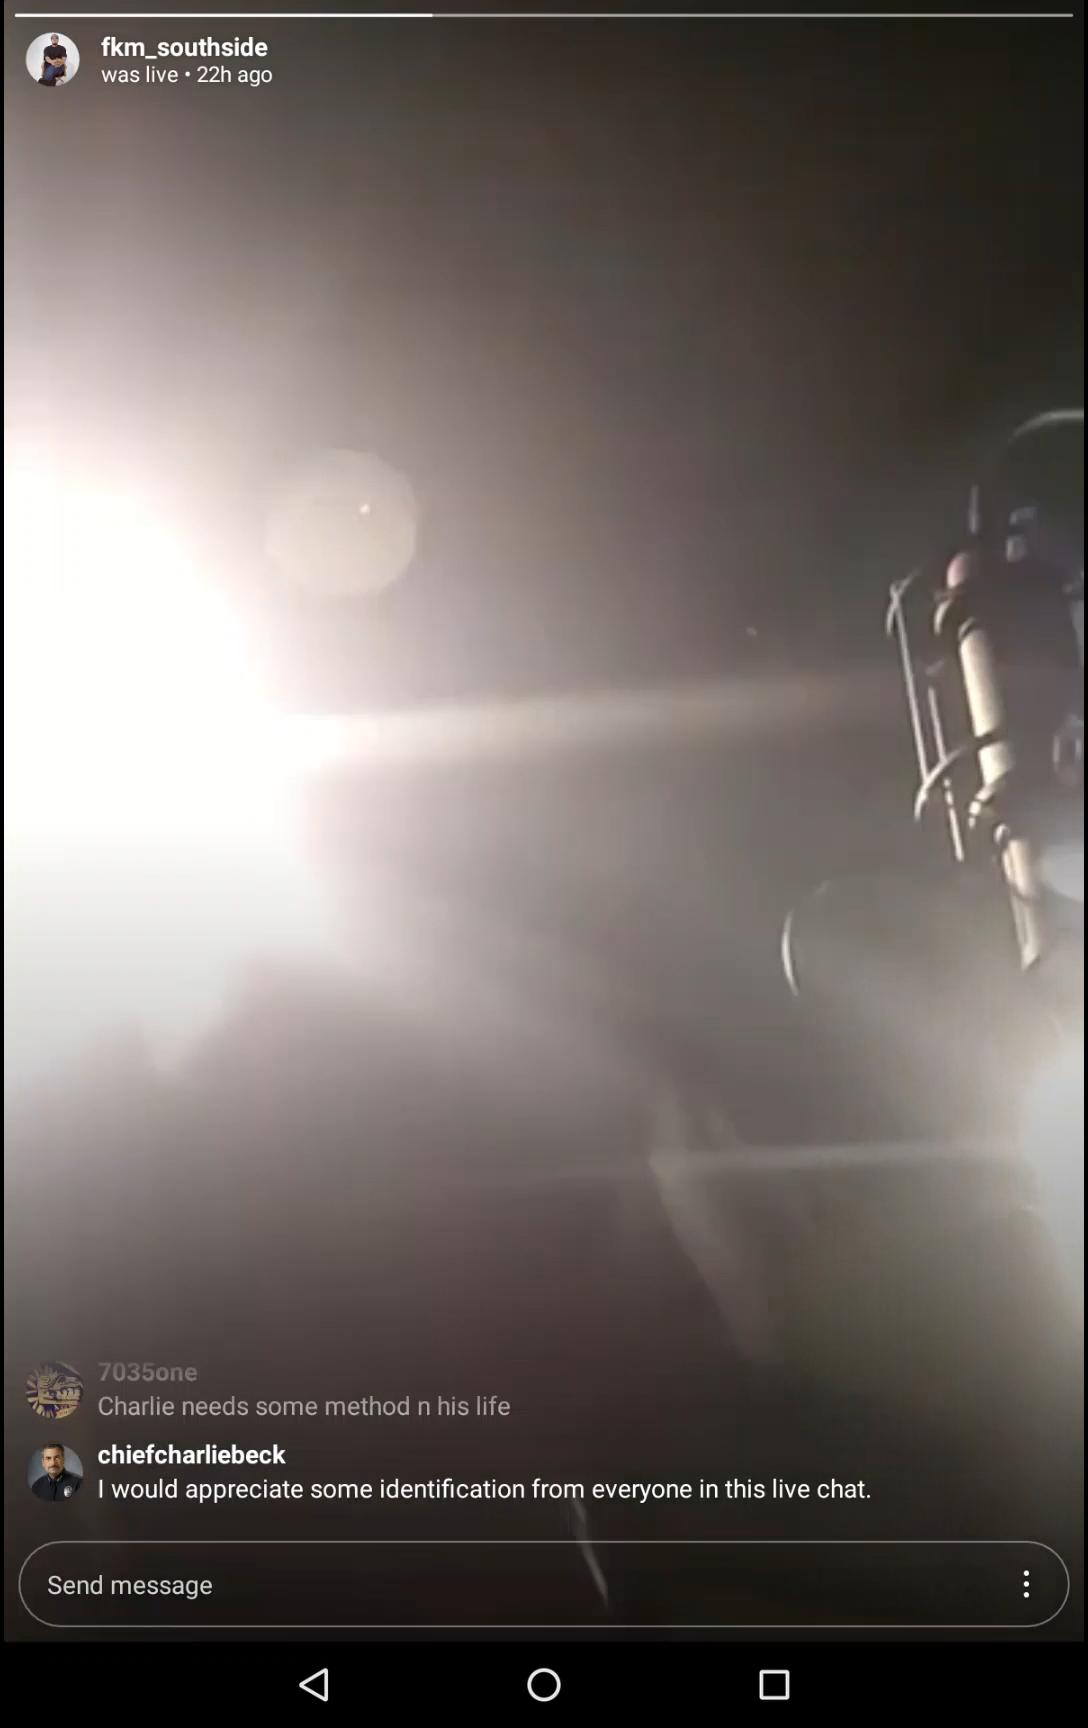 fkm_southside
was live • 22h ago
7035one
Charlie needs some method n his life
chiefcharliebeck
I would appreciate some identification from everyone in this live chat.
Send message